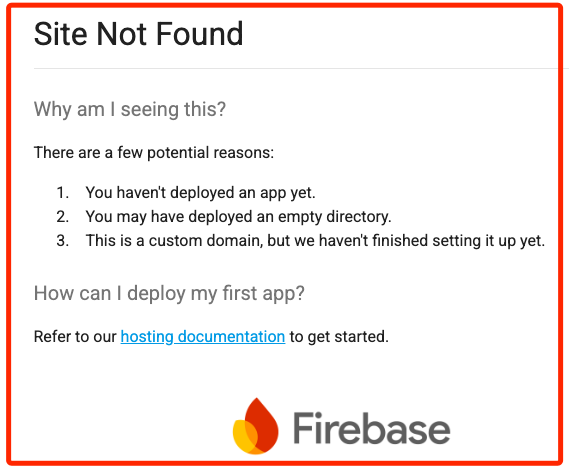 Site Not Found
Why am I seeing this?
There are a few potential reasons:
1. You haven't deployed an app yet.
2. You may have deployed an empty directory.
3. This is a custom domain, but we haven't finished setting it up yet.
How can I deploy my first app?
Refer to our hosting documentation to get started.
Firebase